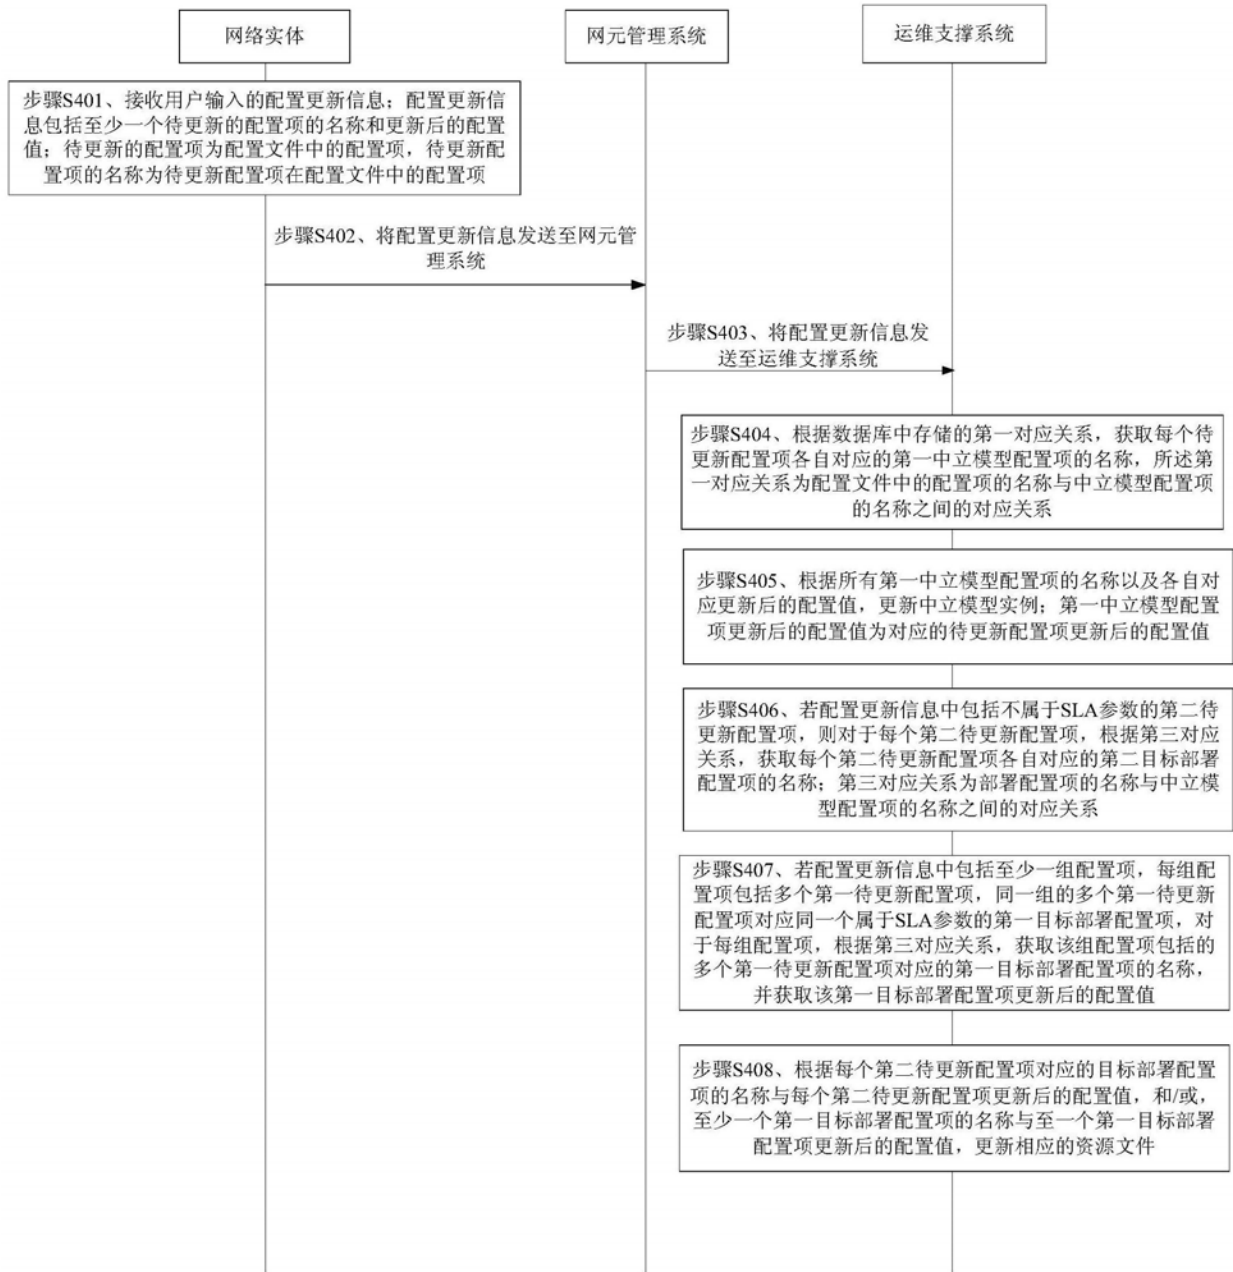 网络实体
网元管理系统
运维支撑系统
步骤S401、接收用户输入的配置更新信息；配置更新信
息包括至少一个待更新的配置项的名称和更新后的配置
值；待更新的配置项为配置文件中的配置项，待更新配
置项的名称为待更新配置项在配置文件中的配置项
步骤S402、将配置更新信息发送至网元管
理系统
步骤S403、将配置更新信息发
送至运维支撑系统
步骤S404、根据数据库中存储的第一对应关系，获取每个待
更新配置项各自对应的第一中立模型配置项的名称，所述第
一对应关系为配置文件中的配置项的名称与中立模型配置项
的名称之间的对应关系
步骤S405、根据所有第一中立模型配置项的名称以及各自对
应更新后的配置值，更新中立模型实例；第一中立模型配置
项更新后的配置值为对应的待更新配置项更新后的配置值
步骤S406、若配置更新信息中包括不属于SLA参数的第二待
更新配置项，则对于每个第二待更新配置项，根据第三对应
关系，获取每个第二待更新配置项各自对应的第二目标部署
配置项的名称；第三对应关系为部署配置项的名称与中立模
型配置项的名称之间的对应关系
步骤S407、若配置更新信息中包括至少一组配置项，每组配
置项包括多个第一待更新配置项，同一组的多个第一待更新
配置项对应同一个属于SLA参数的第一目标部署配置项，对
于每组配置项，根据第三对应关系，获取该组配置项包括的
多个第一待更新配置项对应的第一目标部署配置项的名称，
并获取该第一目标部署配置项更新后的配置值
步骤S408、根据每个第二待更新配置项对应的目标部署配置
项的名称与每个第二待更新配置项更新后的配置值，和/或，
至少一个第一目标部署配置项的名称与至一个第一目标部署
配置项更新后的配置值，更新相应的资源文件